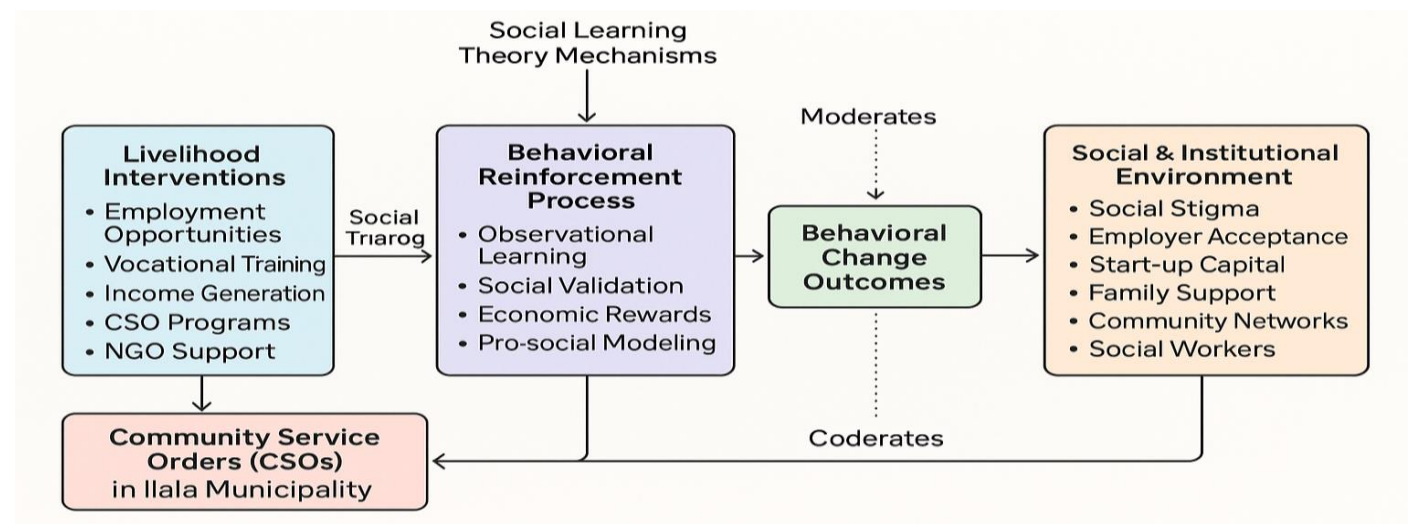 Social Learning
Theory Mechanisms
Livelihood
Interventions
• Employment
Opportunities
• Vocational Training
• Income Generation
• CSO Programs
• NGO Support
Social
Trıarog
Behavioral
Reinforcement
Process
• Observational
Learning
• Social Validation
• Economic Rewards
• Pro-social Modeling
Moderates
Behavioral
Change
Outcomes
Coderates
Social & Institutional
Environment
• Social Stigma
• Employer Acceptance
• Start-up Capital
• Family Support
• Community Networks
• Social Workers
Community Service
Orders (CSOs)
in Ilala Municipality